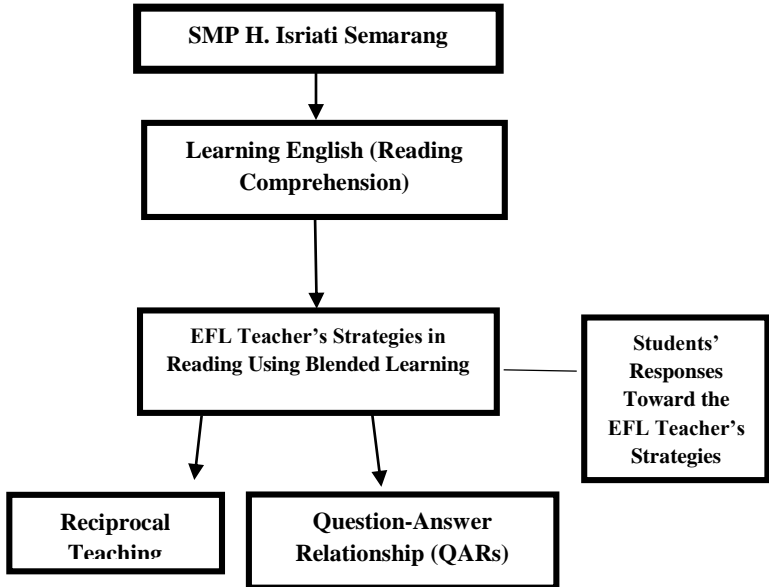 SMP H. Isriati Semarang
Learning English (Reading
Comprehension)
EFL Teacher’s Strategies in
Reading Using Blended Learning
Students’
Responses
Toward the
EFL Teacher’s
Strategies
Reciprocal
Teaching
Question-Answer
Relationship (QARs)